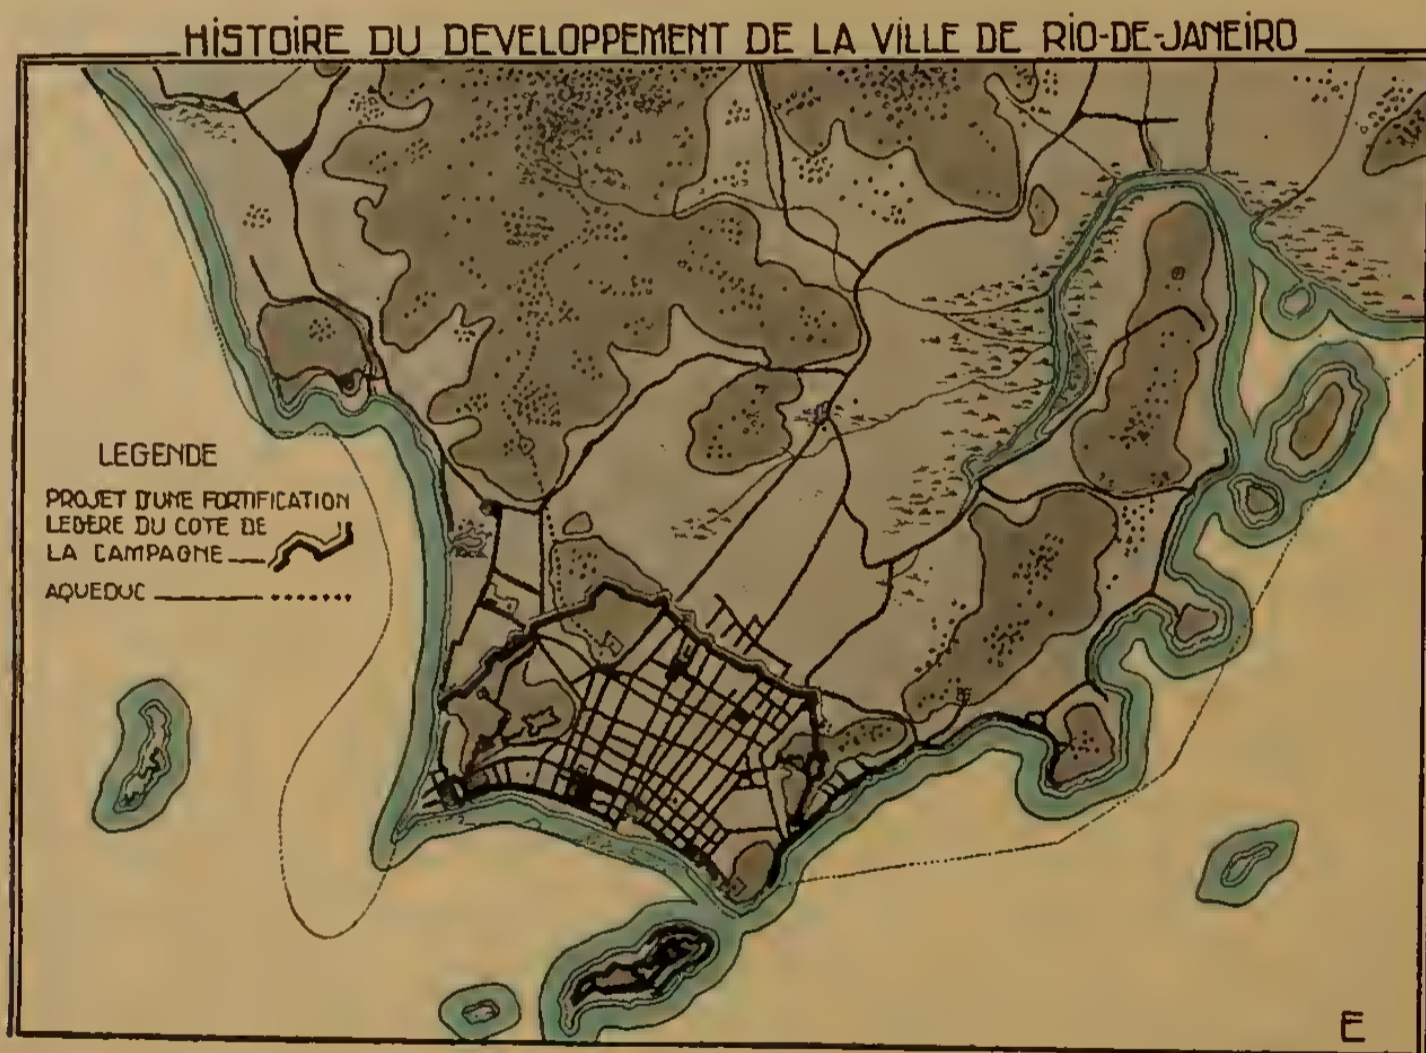 HiSTOIRE DU DEVELOPPEMENT DE LA ViLLE DE RiO-DE-JANEiRO
LEGENDE
PROJET D'UNE FORTIFICATION
LEGERE DU COTE DE
LA CAMPAGNE
AQUEDUC
E